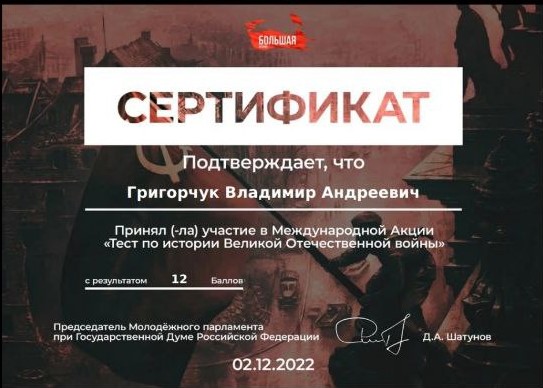 БОЛЬШАЯ
СЕРТИФИКАТ
Подтверждает, что
Григорчук Владимир Андреевич
Принял (-ла) участие в Международной Акции
«Тест по истории Великой Отечественной войны»
с результатом 12 Баллов
Председатель Молодёжного парламента
при Государственной Думе Российской Федерации
Д.А. Шатунов
02.12.2022